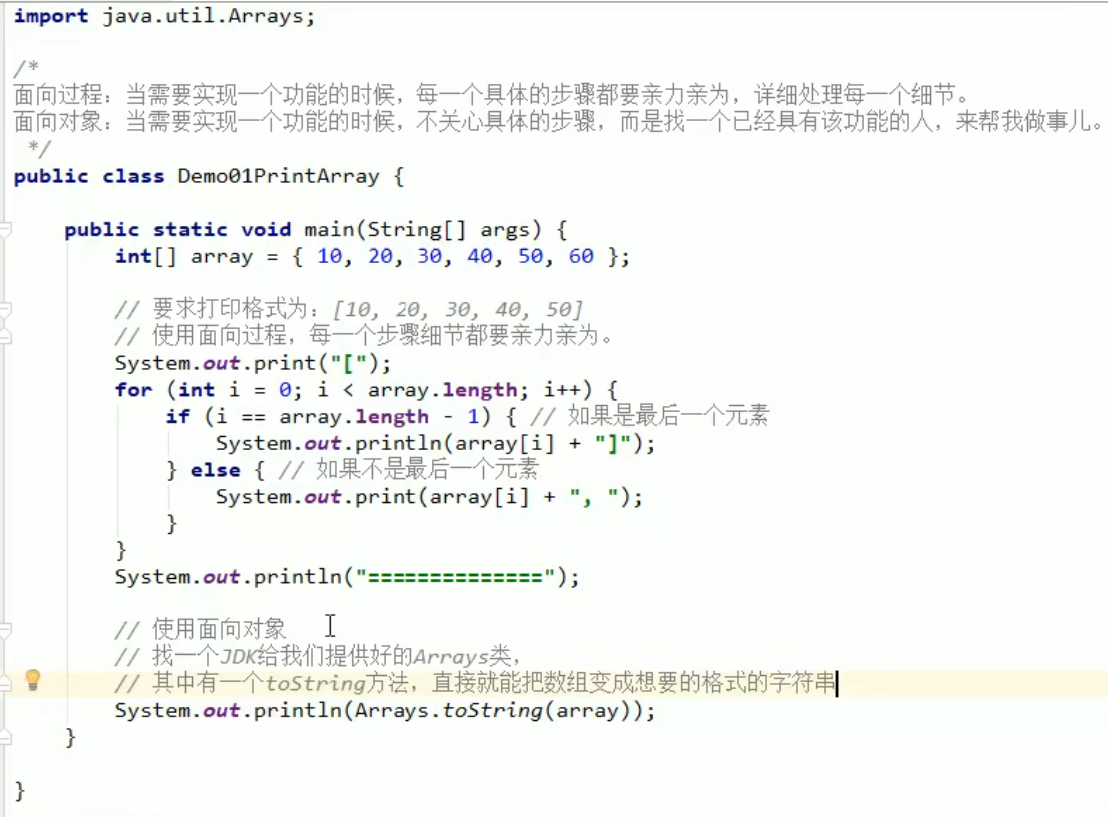 import java.util.Arrays;
/*
面向过程：当需要实现一个功能的时候，每一个具体的步骤都要亲力亲为，详细处理每一个细节。
面向对象：当需要实现一个功能的时候，不关心具体的步骤，而是找一个已经具有该功能的人，来帮我做事儿。
*/
public class Demo01PrintArray {
public static void main(String[] args) {
int[] array = { 10, 20, 30, 40, 50, 60 };
// 要求打印格式为：[10, 20, 30, 40, 50]
// 使用面向过程，每一个步骤细节都要亲力亲为。
System.out.print("[");
for (int i = 0; i < array.length; i++) {
if (i == array.length - 1) { // 如果是最后一个元素
System.out.println(array[i] + "]");
} else { // 如果不是最后一个元素
System.out.print(array[i] + ", ");
}
}
System.out.println("==============");
// 使用面向对象
// 找一个JDK给我们提供好的Arrays类，
// 其中有一个toString方法，直接就能把数组变成想要的格式的字符串
System.out.println(Arrays.toString(array));
}
}